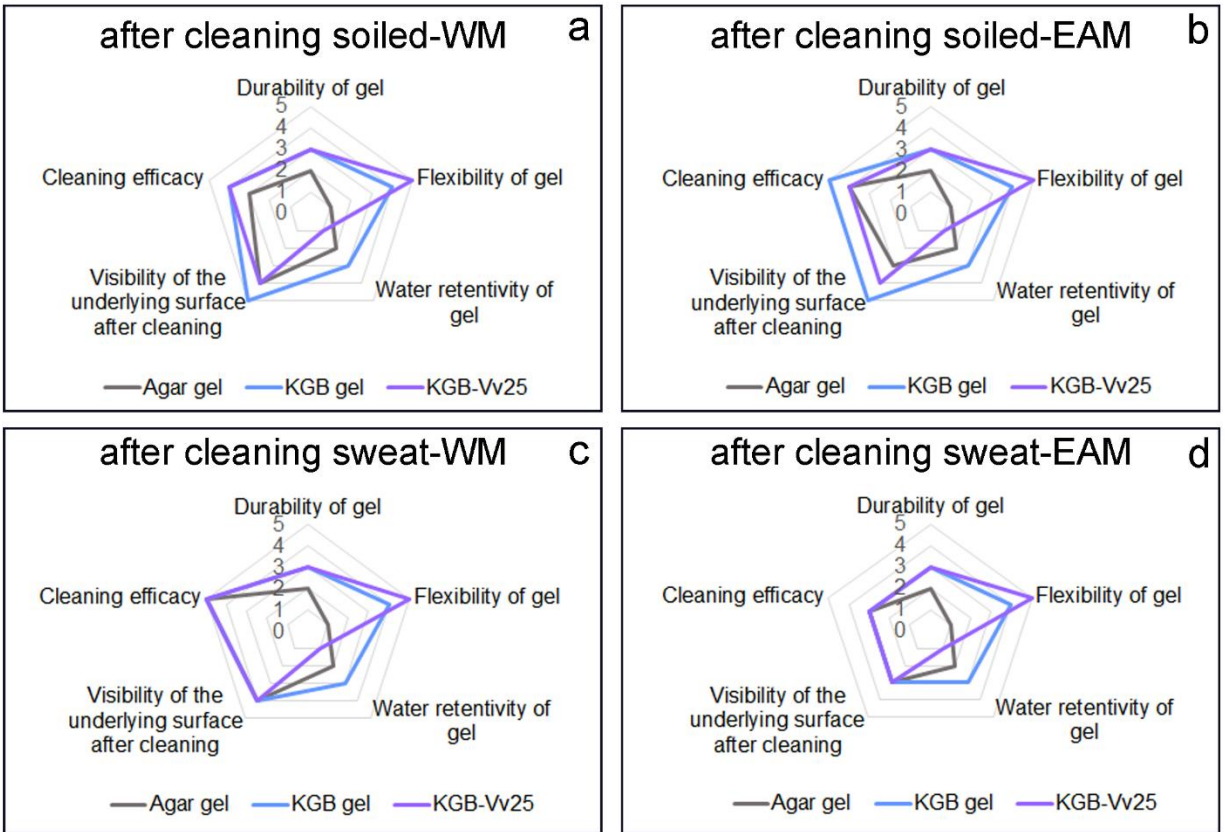 after cleaning soiled-WM
a
Durability of gel
5
4
3
2
1
0
Cleaning efficacy
Flexibility of gel
Visibility of the
underlying surface
after cleaning
Water retentivity of
gel
Agar gel KGB gel KGB-Vv25
after cleaning soiled-EAM
b
Durability of gel
5
4
3
2
1
0
Cleaning efficacy
Flexibility of gel
Visibility of the
underlying surface
after cleaning
Water retentivity of
gel
Agar gel KGB gel KGB-Vv25
after cleaning sweat-WM
c
Durability of gel
5
4
3
2
1
0
Cleaning efficacy
Flexibility of gel
Visibility of the
underlying surface
after cleaning
Water retentivity of
gel
Agar gel KGB gel KGB-Vv25
after cleaning sweat-EAM
d
Durability of gel
5
4
3
2
1
0
Cleaning efficacy
Flexibility of gel
Visibility of the
underlying surface
after cleaning
Water retentivity of
gel
Agar gel KGB gel KGB-Vv25